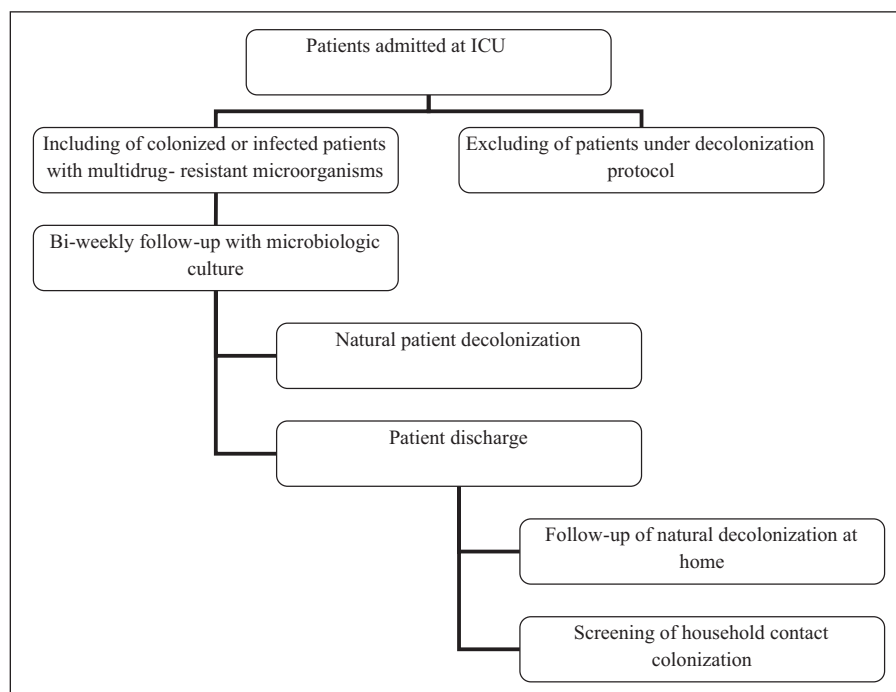 Patients admitted at ICU
Including of colonized or infected patients
with multidrug- resistant microorganisms
Excluding of patients under decolonization
protocol
Bi-weekly follow-up with microbiologic
culture
Natural patient decolonization
Patient discharge
Follow-up of natural decolonization at
home
Screening of household contact
colonization